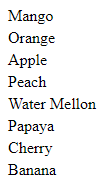 Mango
Orange
Apple
Peach
Water Mellon
Papaya
Cherry
Banana